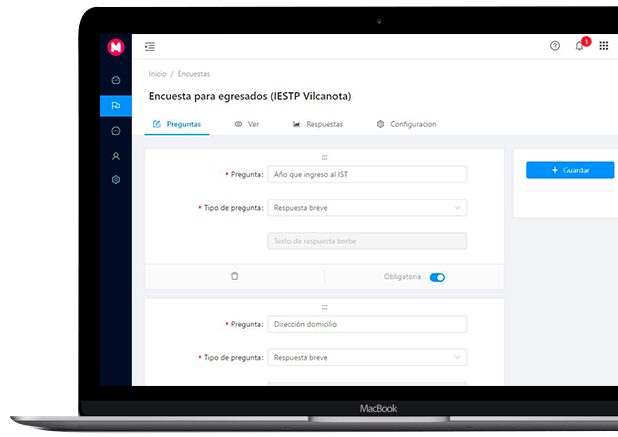 N
1
Inicio / Encuestas
Encuesta para egresados (IESTP Vilcanota)
Preguntas Ver Respuestas Configuracion
* Pregunta: Año que ingreso al IST
+ Guardar
* Tipo de pregunta: Respuesta breve
Texto de respuesta brebe
Obligatoria
* Pregunta: Dirección domicilio
* Tipo de pregunta: Respuesta breve
MacBook